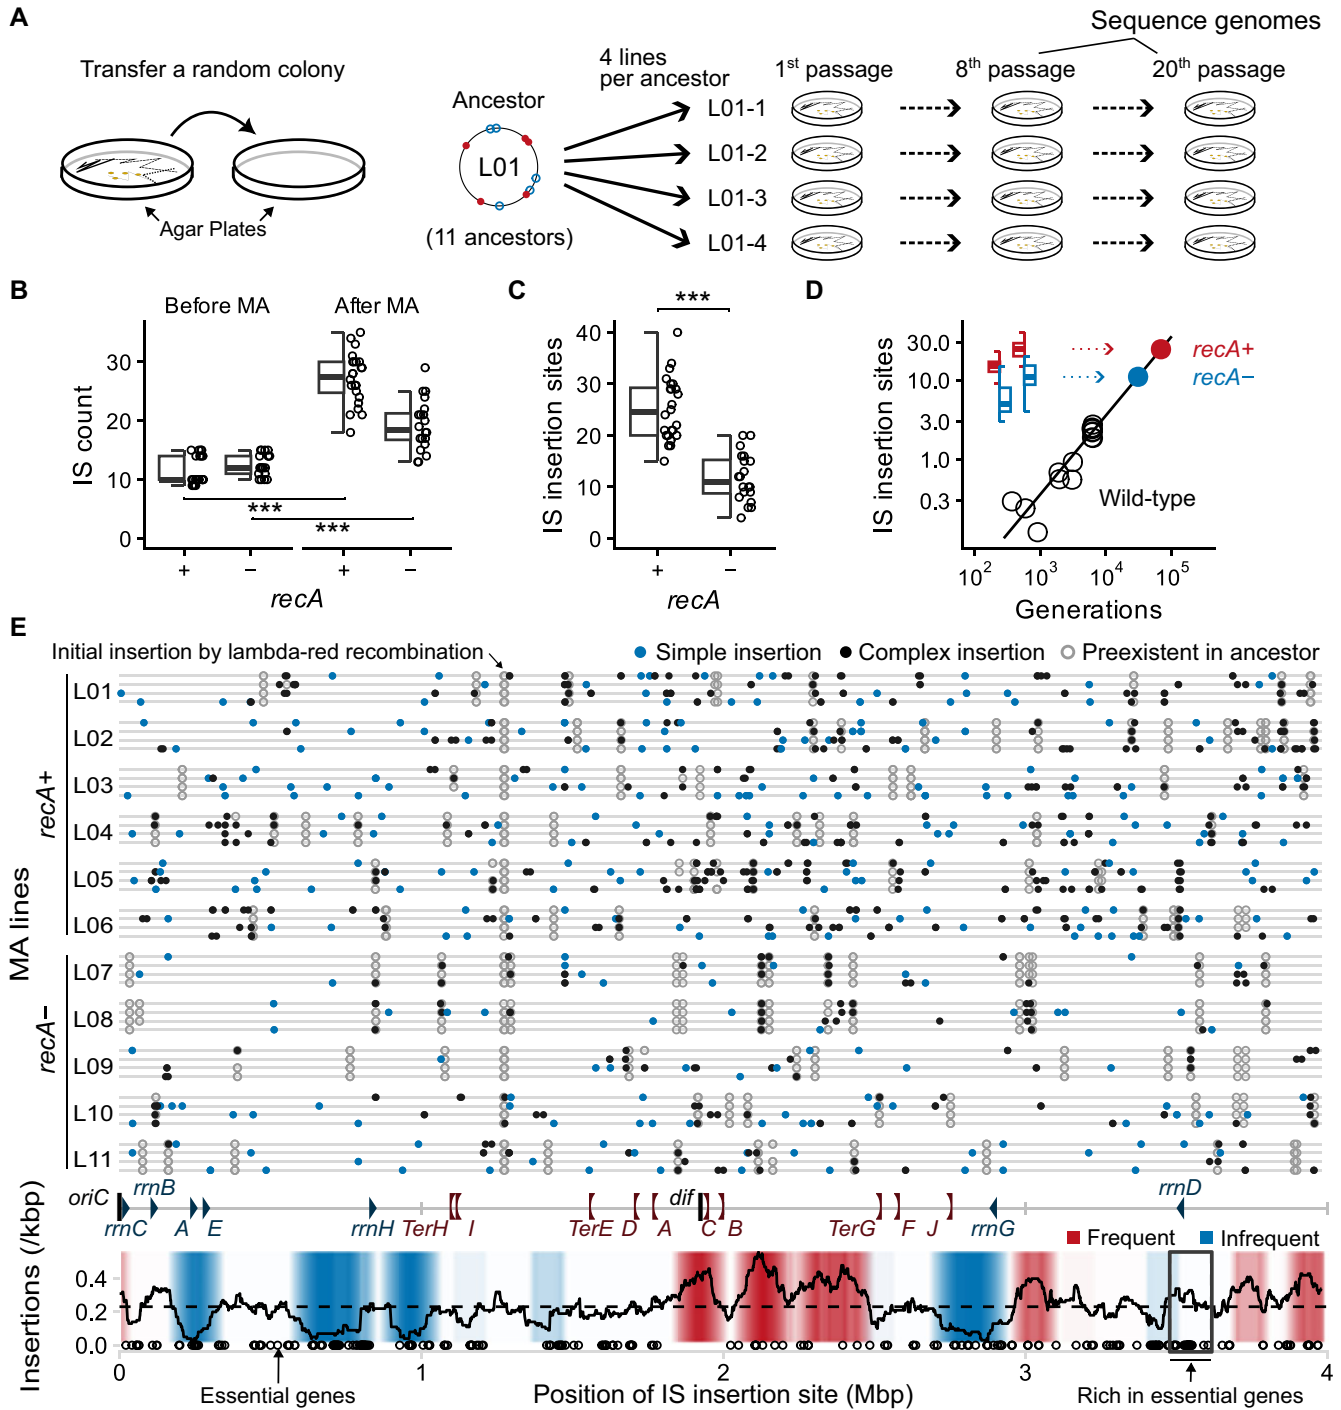 A
Sequence genomes
Transfer a random colony
4 lines
per ancestor
1st passage
8th passage
20th passage
Ancestor
L01
(11 ancestors)
Agar Plates
L01-1
L01-2
L01-3
L01-4
B
Before MA
After MA
***
***
IS count
30
20
10
0
+
−
+
−
recA
C
***
IS insertion sites
40
30
20
10
0
+
−
recA
D
IS insertion sites
30.0
10.0
3.0
1.0
0.3
recA+
recA−
Wild-type
10^2
10^3
10^4
10^5
Generations
E
Initial insertion by lambda-red recombination
Simple insertion
Complex insertion
Preexistent in ancestor
MA lines
recA+
L01
L02
L03
L04
L05
L06
recA−
L07
L08
L09
L10
L11
oriC
rrnB
dif
rrnD
rrnC
A
E
rrnH
TerH
I
TerE
D
A
C
B
TerG
F
J
rrnG
Frequent
Infrequent
Insertions (/kbp)
0.4
0.2
0.0
0
1
2
3
4
Essential genes
Position of IS insertion site (Mbp)
Rich in essential genes